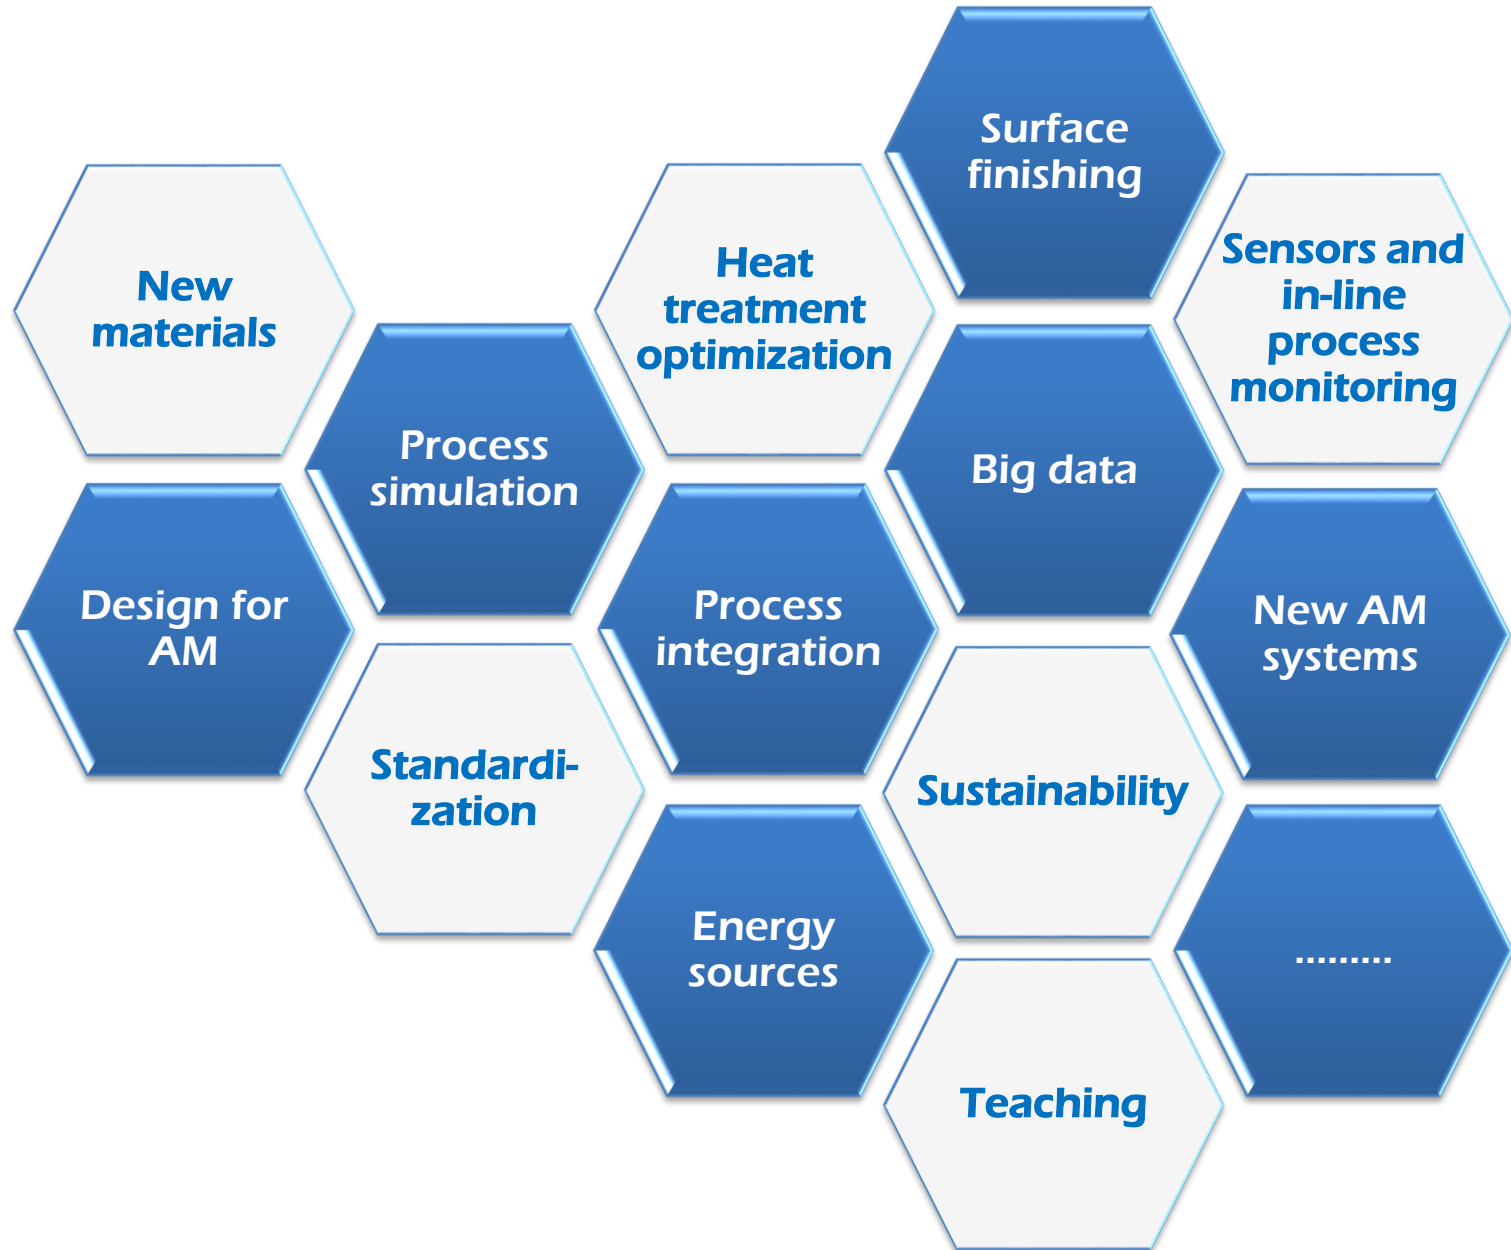 Surface
finishing
New
materials
Heat
treatment
optimization
Sensors and
in-line
process
monitoring
Process
simulation
Big data
Design for
AM
Process
integration
New AM
systems
Standardi-
zation
Sustainability
Energy
sources
.........
Teaching